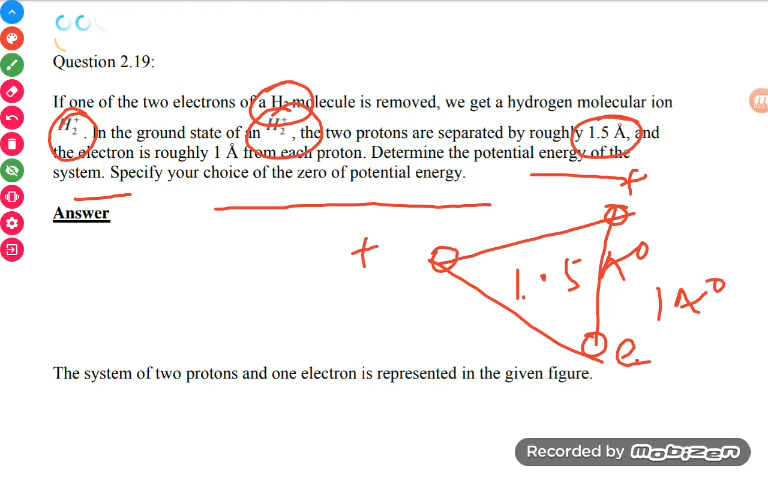 Question 2.19:
If one of the two electrons of a H₂ molecule is removed, we get a hydrogen molecular ion
H₂⁺. In the ground state of an H₂⁺, the two protons are separated by roughly 1.5 Å, and
the electron is roughly 1 Å from each proton. Determine the potential energy of the
system. Specify your choice of the zero of potential energy.
Answer
+
+
1.5 A°
1 A°
e-
The system of two protons and one electron is represented in the given figure.
Recorded by mobizen